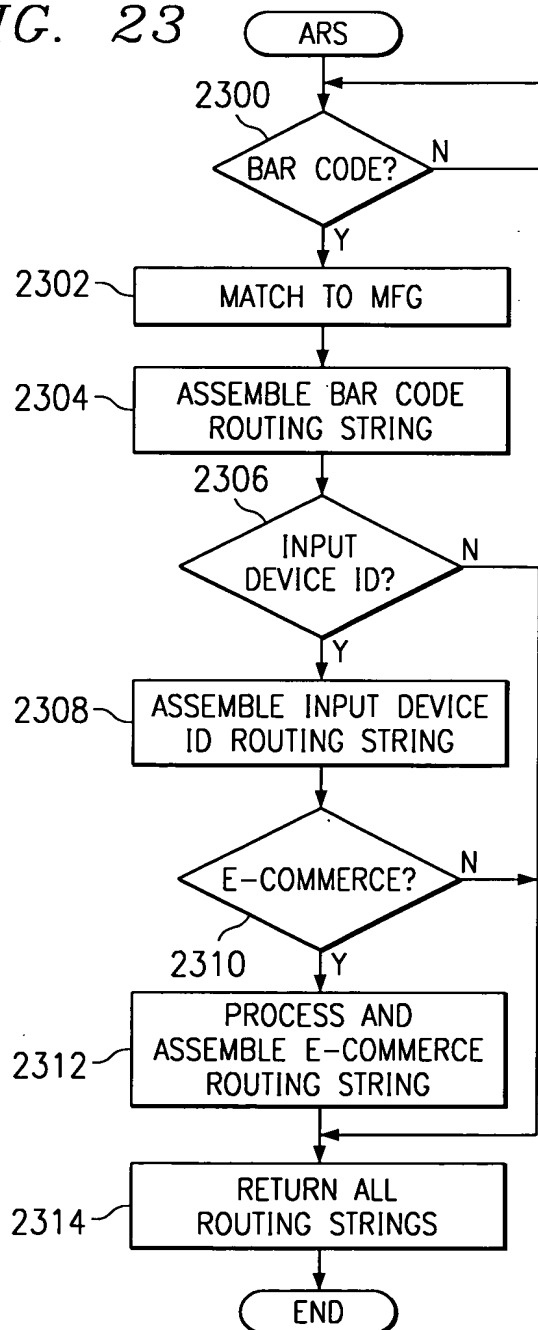 FIG. 23
ARS
2300
BAR CODE?
N
Y
2302
MATCH TO MFG
2304
ASSEMBLE BAR CODE
ROUTING STRING
2306
INPUT
DEVICE ID?
N
Y
2308
ASSEMBLE INPUT DEVICE
ID ROUTING STRING
E-COMMERCE?
N
2310
Y
2312
PROCESS AND
ASSEMBLE E-COMMERCE
ROUTING STRING
2314
RETURN ALL
ROUTING STRINGS
END